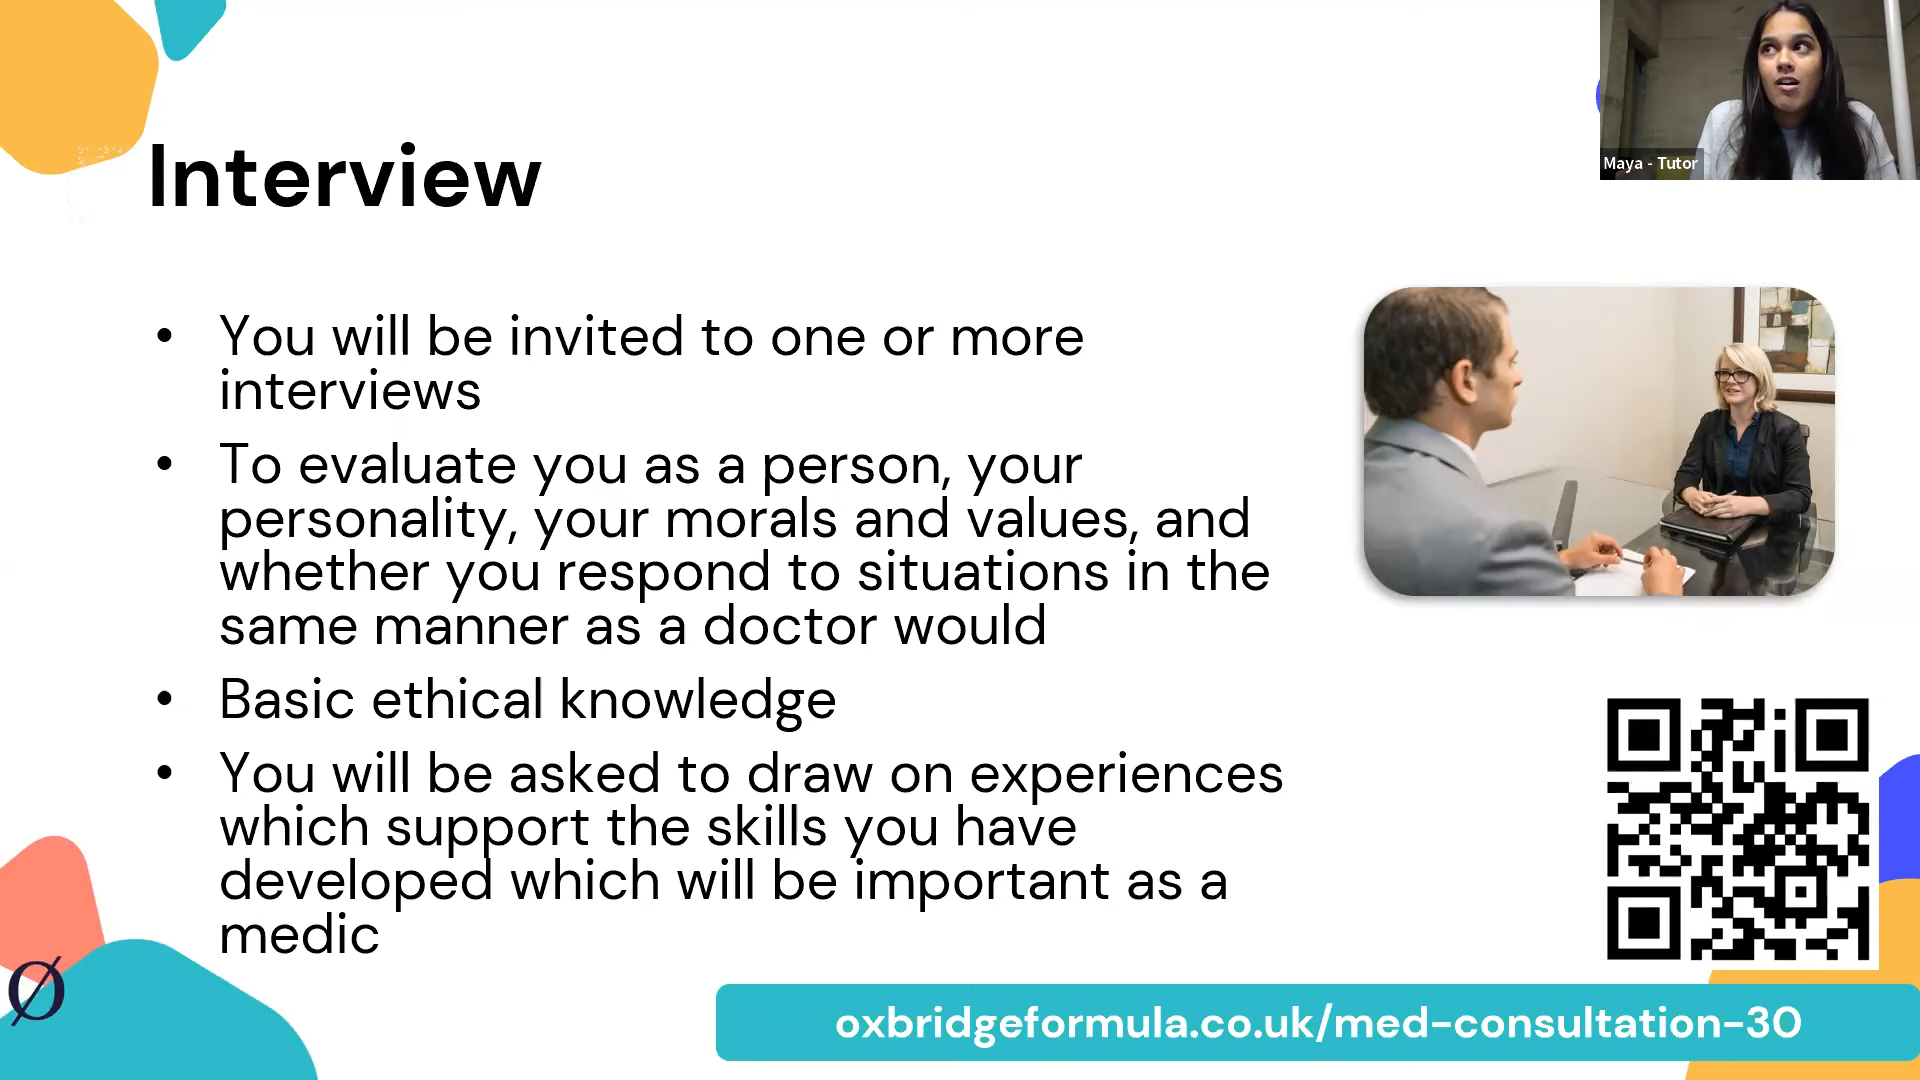 Interview
Maya - Tutor
• You will be invited to one or more
interviews
• To evaluate you as a person, your
personality, your morals and values, and
whether you respond to situations in the
same manner as a doctor would
• Basic ethical knowledge
• You will be asked to draw on experiences
which support the skills you have
developed which will be important as a
medic
Ø
oxbridgeformula.co.uk/med-consultation-30